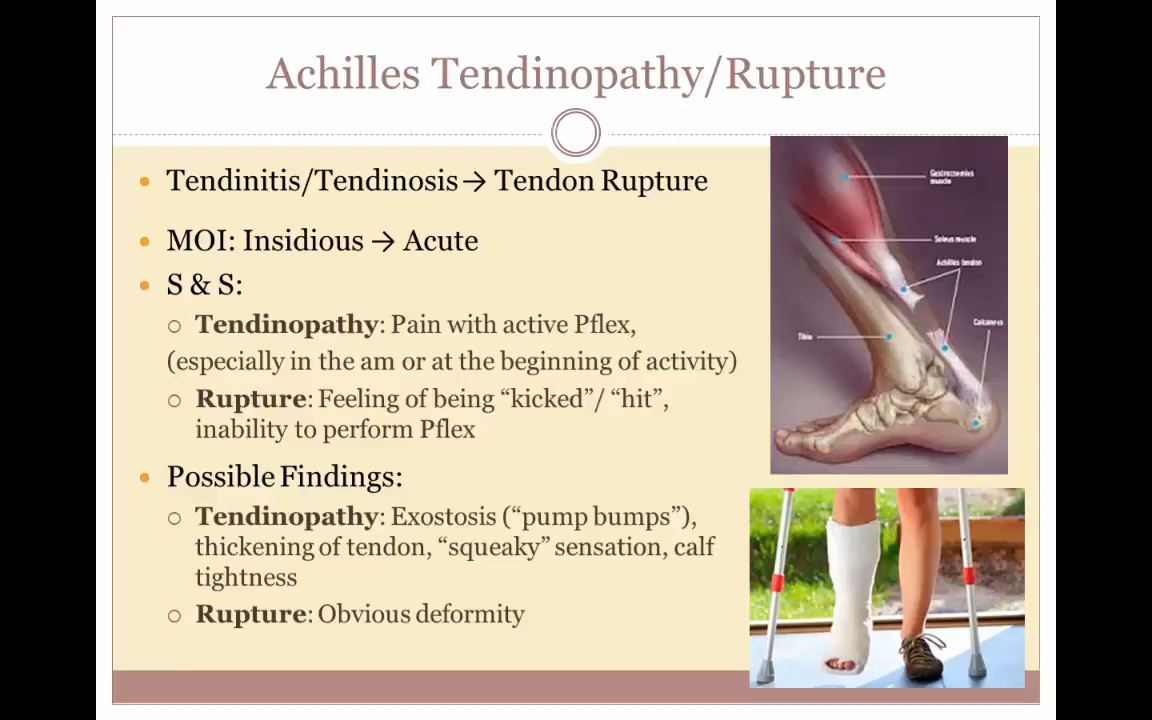 Achilles Tendinopathy/Rupture
• Tendinitis/Tendinosis→ Tendon Rupture
• MOI: Insidious → Acute
• S & S:
○ Tendinopathy: Pain with active Pflex,
(especially in the am or at the beginning of activity)
○ Rupture: Feeling of being “kicked”/ “hit”,
inability to perform Pflex
• Possible Findings:
○ Tendinopathy: Exostosis (“pump bumps”),
thickening of tendon, “squeaky” sensation, calf
tightness
○ Rupture: Obvious deformity
Gastrocnemius
muscle
Soleus muscle
Achilles tendon
Calcaneus
Tibia